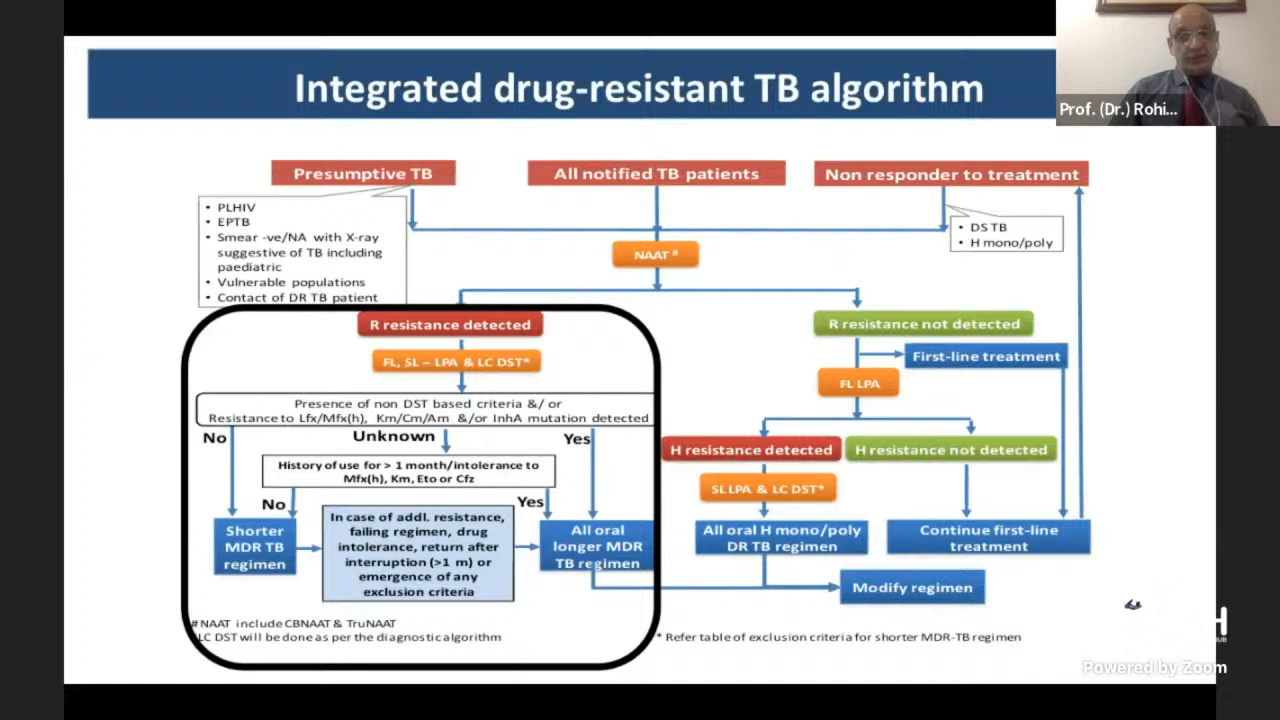 Integrated drug-resistant TB algorithm
Prof. (Dr.) Rohi...
Presumptive TB
All notified TB patients
Non responder to treatment
• PLHIV
• EPTB
• Smear -ve/NA with X-ray
suggestive of TB including
paediatric
• Vulnerable populations
• Contact of DR TB patient
• DS TB
• H mono/poly
NAAT #
R resistance detected
R resistance not detected
FL, SL – LPA & LC DST*
First-line treatment
FL LPA
Presence of non DST based criteria &/ or
Resistance to Lfx/Mfx(h), Km/Cm/Am &/or InhA mutation detected
No
Unknown
Yes
H resistance detected
H resistance not detected
History of use for > 1 month/intolerance to
Mfx(h), Km, Eto or Cfz
SL LPA & LC DST*
No
Yes
Shorter
MDR TB
regimen
In case of addl. resistance,
failing regimen, drug
intolerance, return after
interruption (>1 m) or
emergence of any
exclusion criteria
All oral
longer MDR
TB regimen
All oral H mono/poly
DR TB regimen
Continue first-line
treatment
Modify regimen
# NAAT include CBNAAT & TruNAAT
LC DST will be done as per the diagnostic algorithm
* Refer table of exclusion criteria for shorter MDR-TB regimen
Powered by Zoom